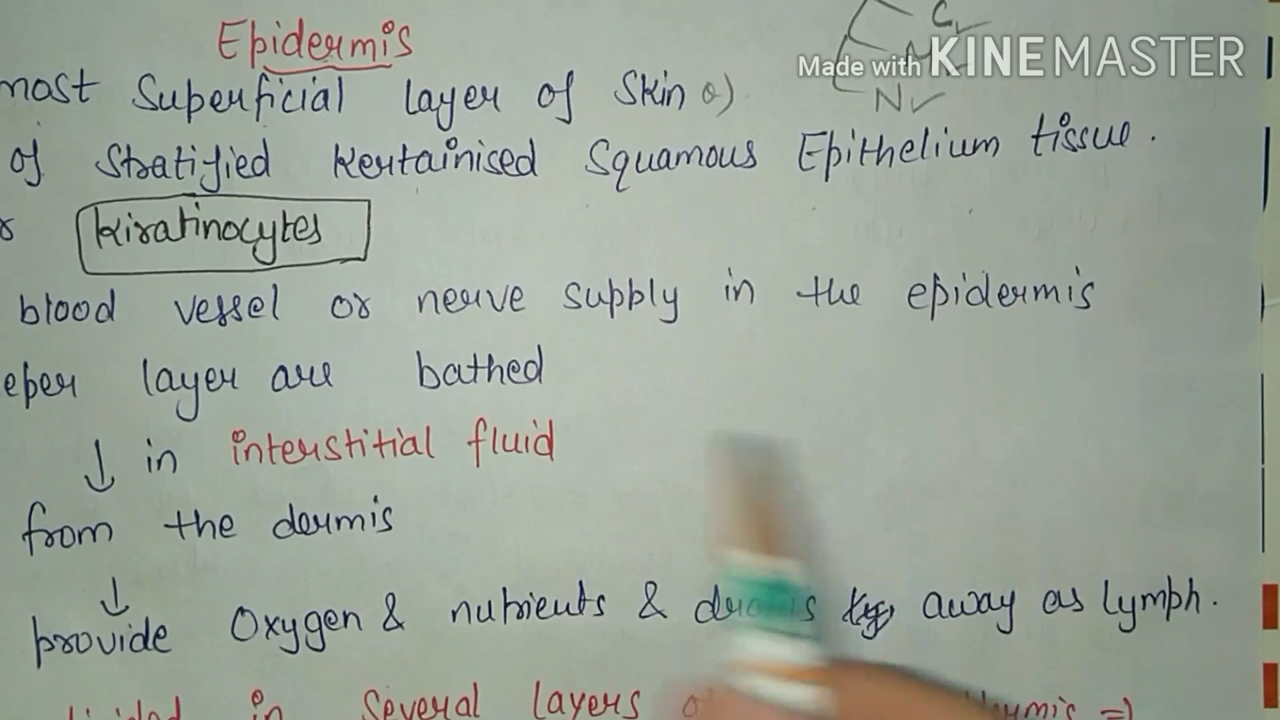 Epidermis
C
Made with KINEMASTER
N
most Superficial layer of Skin
of Stratified Kertainised Squamous Epithelium tissue.
Kiratinocytes
blood vessel or nerve supply in the epidermis
eper layer are bathed
↓ in interstitial fluid
from the dermis
↓
provide Oxygen & nutrients & away as lymph.
in Several layers